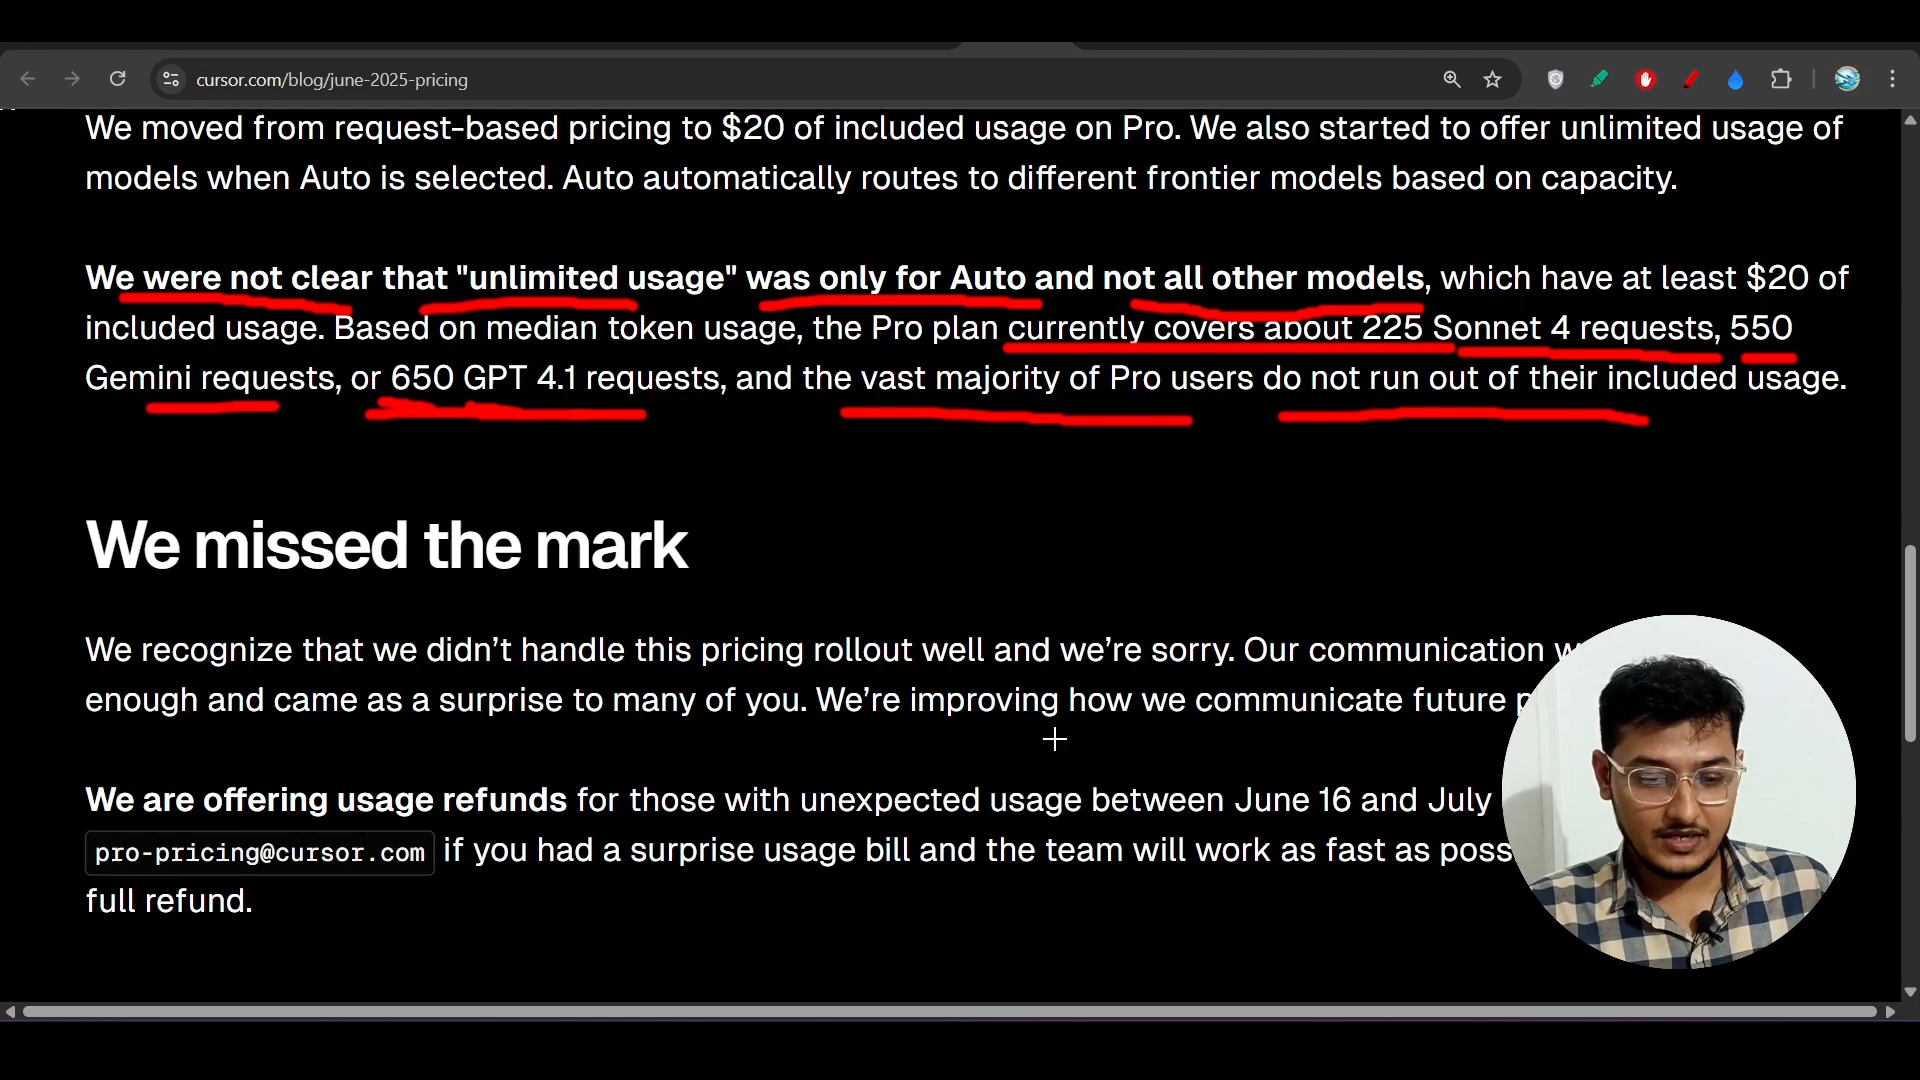 cursor.com/blog/june-2025-pricing
We moved from request-based pricing to $20 of included usage on Pro. We also started to offer unlimited usage of
models when Auto is selected. Auto automatically routes to different frontier models based on capacity.
We were not clear that "unlimited usage" was only for Auto and not all other models, which have at least $20 of
included usage. Based on median token usage, the Pro plan currently covers about 225 Sonnet 4 requests, 550
Gemini requests, or 650 GPT 4.1 requests, and the vast majority of Pro users do not run out of their included usage.
We missed the mark
We recognize that we didn’t handle this pricing rollout well and we’re sorry. Our communication
enough and came as a surprise to many of you. We’re improving how we communicate future
We are offering usage refunds for those with unexpected usage between June 16 and July
pro-pricing@cursor.com if you had a surprise usage bill and the team will work as fast as
full refund.